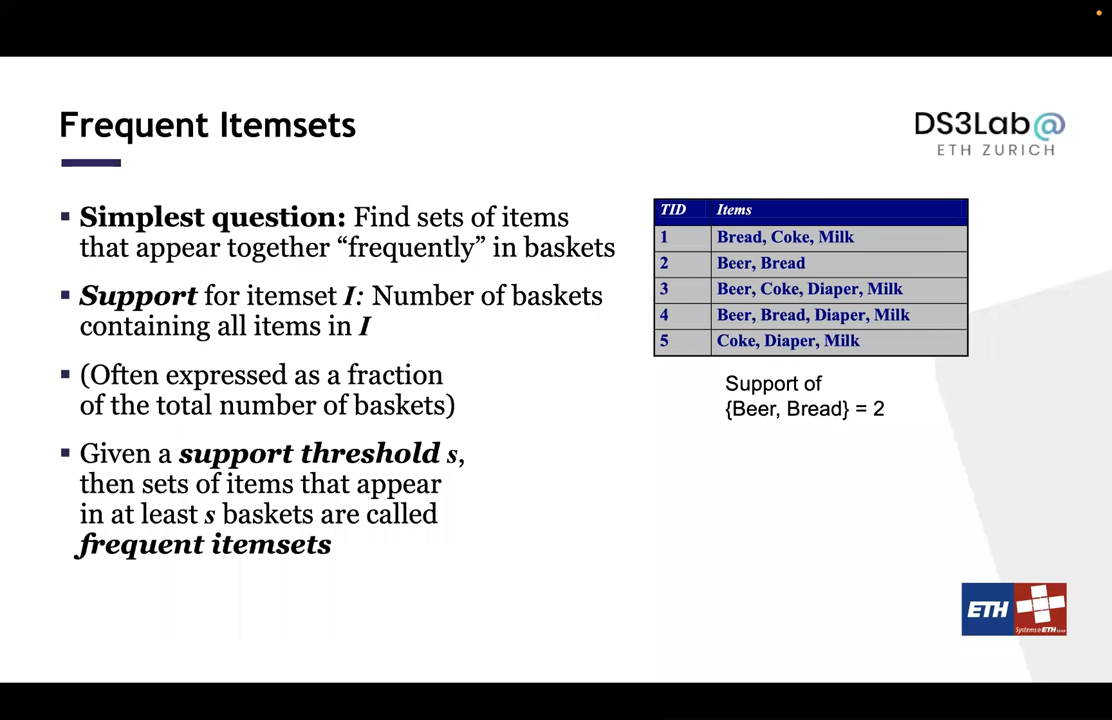 Frequent Itemsets
DS3Lab@
ETH ZURICH
▪ Simplest question: Find sets of items
that appear together “frequently” in baskets
▪ Support for itemset I: Number of baskets
containing all items in I
▪ (Often expressed as a fraction
of the total number of baskets)
▪ Given a support threshold s,
then sets of items that appear
in at least s baskets are called
frequent itemsets
TID Items
1 Bread, Coke, Milk
2 Beer, Bread
3 Beer, Coke, Diaper, Milk
4 Beer, Bread, Diaper, Milk
5 Coke, Diaper, Milk
Support of
{Beer, Bread} = 2
ETH
Systems@ETH